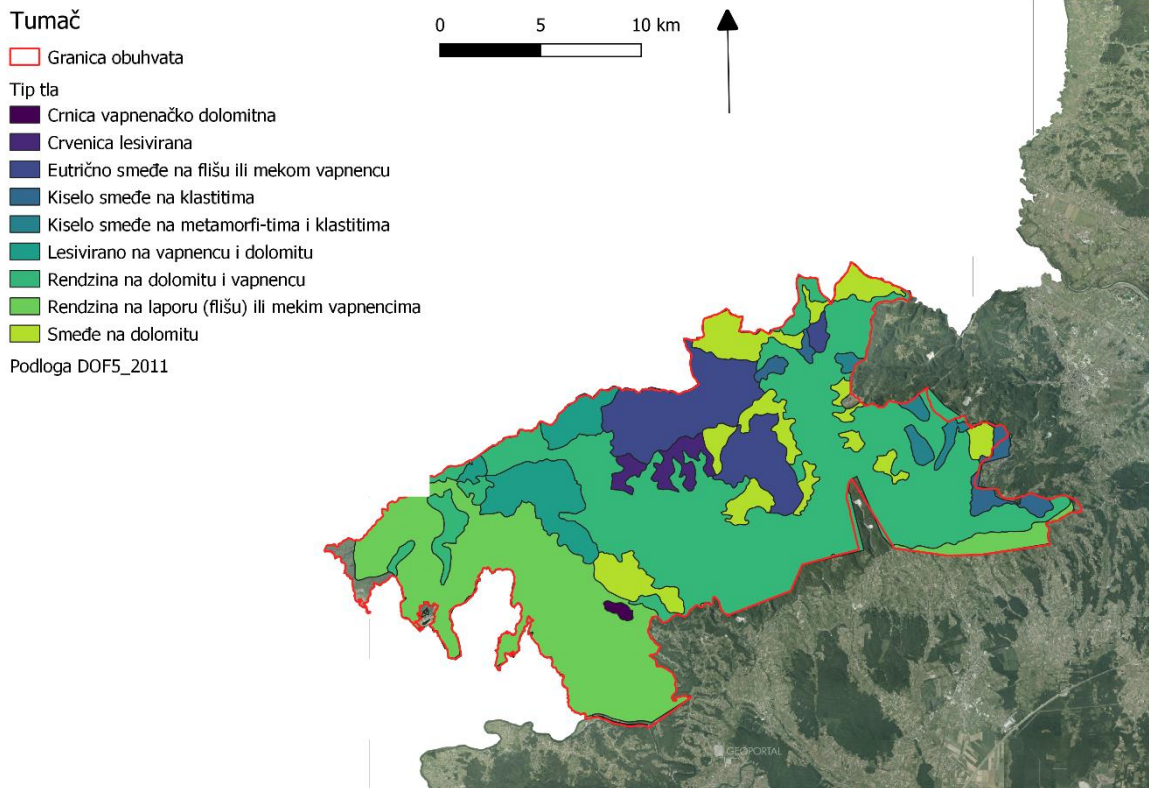 Tumač
Granica obuhvata
Tip tla
Crnica vapnenačko dolomitna
Crvenica lesivirana
Eutrično smeđe na flišu ili mekom vapnencu
Kiselo smeđe na klastitima
Kiselo smeđe na metamorfi-tima i klastitima
Lesivirano na vapnencu i dolomitu
Rendzina na dolomitu i vapnencu
Rendzina na laporu (flišu) ili mekim vapnencima
Smeđe na dolomitu
Podloga DOF5_2011
0 5 10 km
GEOPORTAL